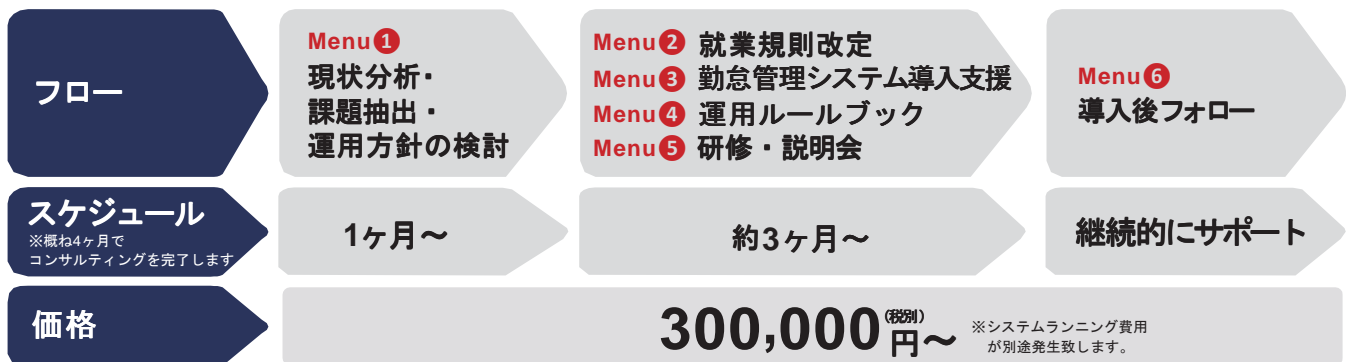 フロー
Menu❶
現状分析・
課題抽出・
運用方針の検討
Menu❷ 就業規則改定
Menu❸ 勤怠管理システム導入支援
Menu❹ 運用ルールブック
Menu❺ 研修・説明会
Menu❻
導入後フォロー
スケジュール
※概ね4ヶ月で
コンサルティングを完了します
1ヶ月〜
約3ヶ月〜
継続的にサポート
価格
300,000円〜(税別)
※システムランニング費用
が別途発生致します。